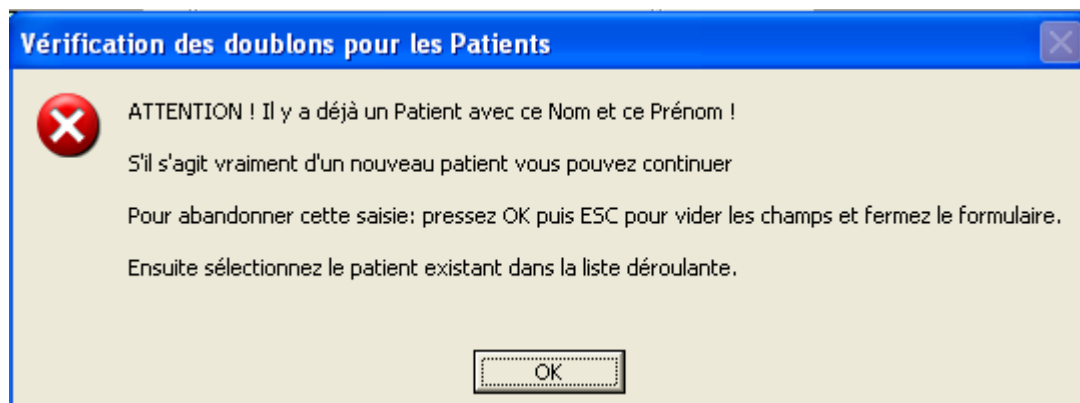 Vérification des doublons pour les Patients
ATTENTION ! Il y a déjà un Patient avec ce Nom et ce Prénom !
S'il s'agit vraiment d'un nouveau patient vous pouvez continuer
Pour abandonner cette saisie: pressez OK puis ESC pour vider les champs et fermez le formulaire.
Ensuite sélectionnez le patient existant dans la liste déroulante.
OK